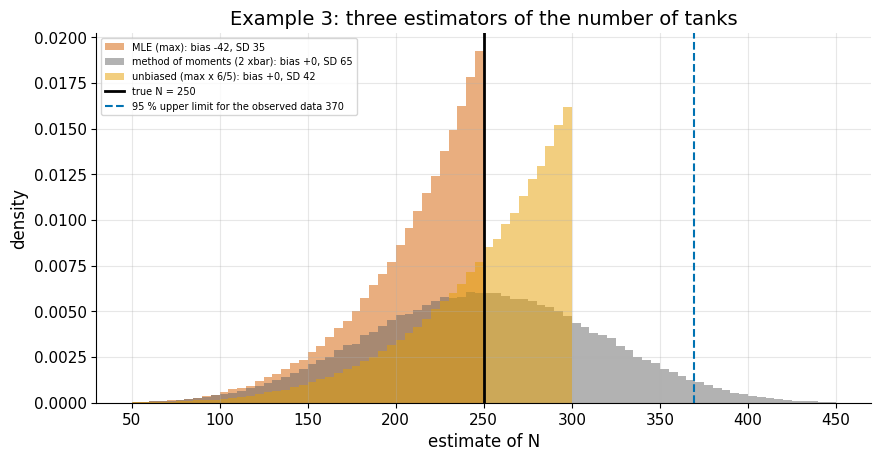 Example 3: three estimators of the number of tanks
MLE (max): bias -42, SD 35
method of moments (2 xbar): bias +0, SD 65
unbiased (max x 6/5): bias +0, SD 42
true N = 250
95 % upper limit for the observed data 370
density
0.0200
0.0175
0.0150
0.0125
0.0100
0.0075
0.0050
0.0025
0.0000
50 100 150 200 250 300 350 400 450
estimate of N